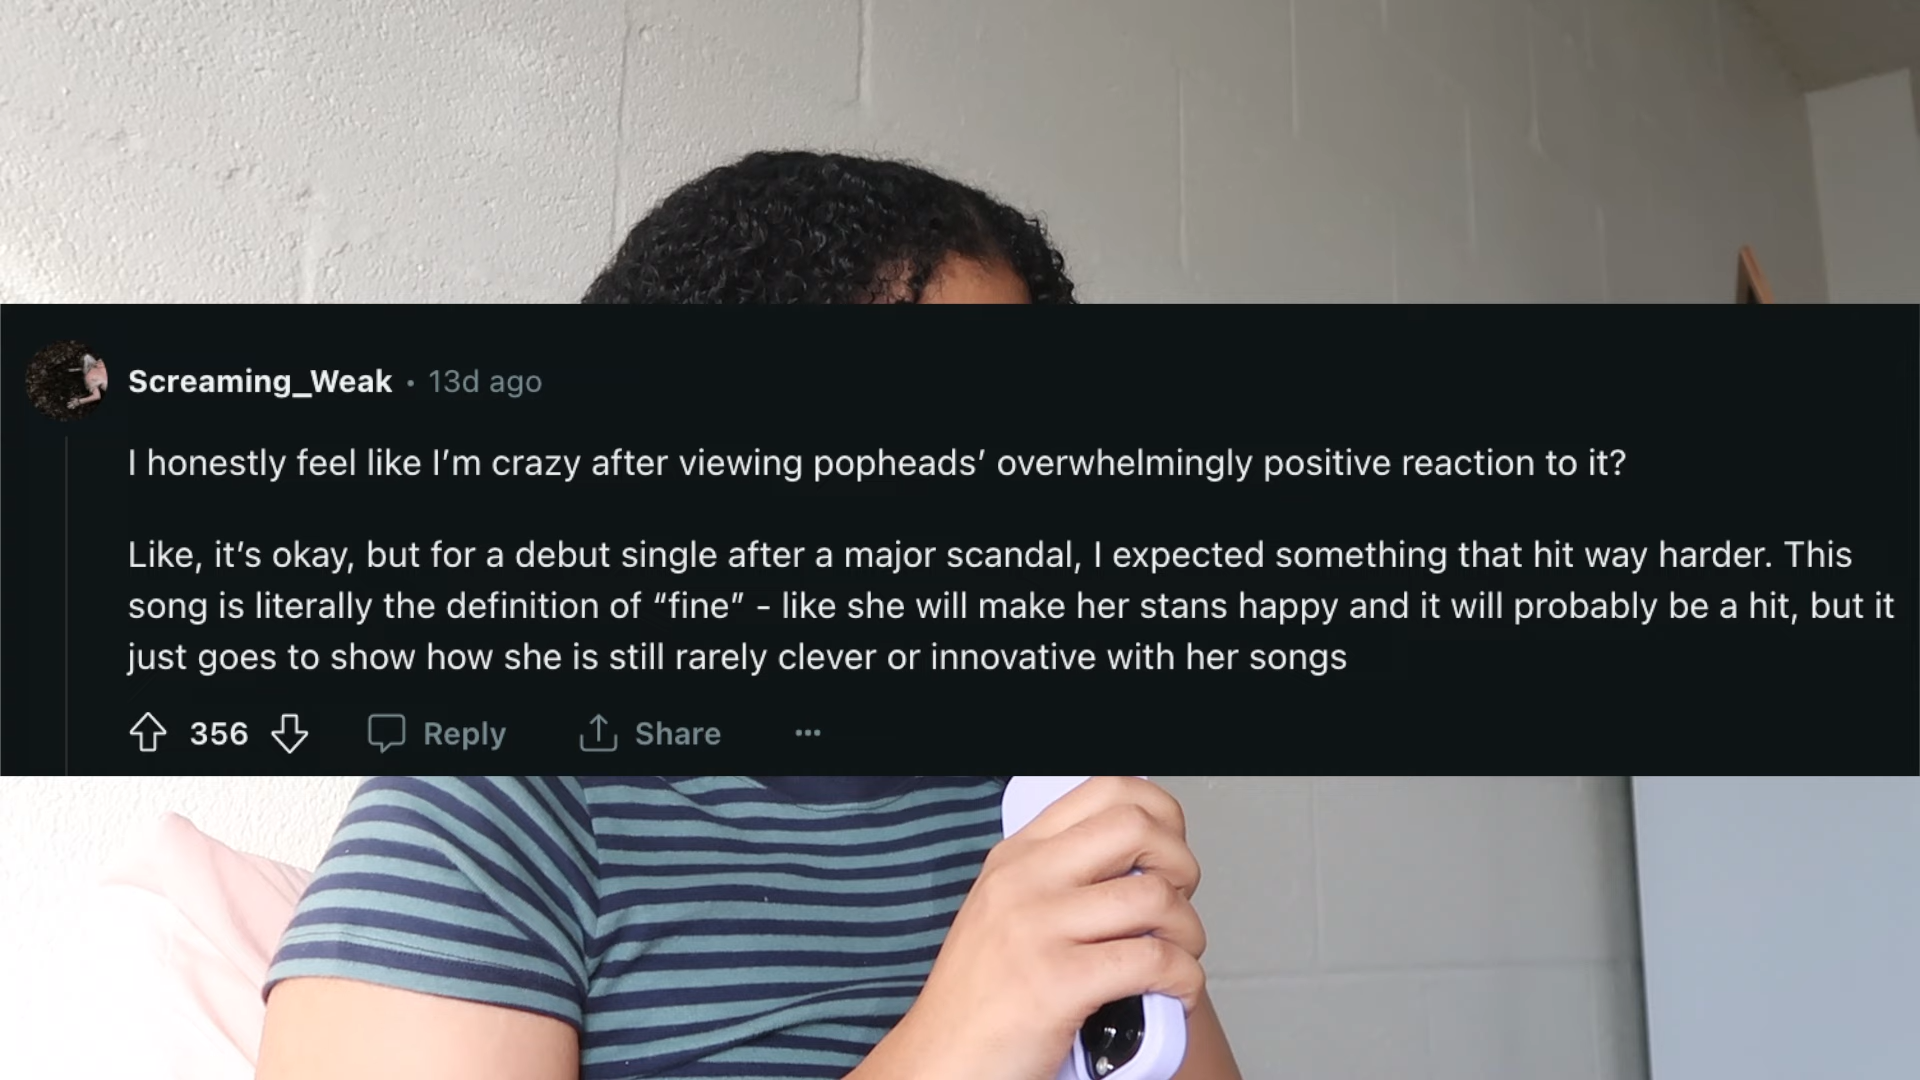 Screaming_Weak · 13d ago
I honestly feel like I’m crazy after viewing popheads’ overwhelmingly positive reaction to it?
Like, it’s okay, but for a debut single after a major scandal, I expected something that hit way harder. This
song is literally the definition of “fine” - like she will make her stans happy and it will probably be a hit, but it
just goes to show how she is still rarely clever or innovative with her songs
356 Reply Share ...